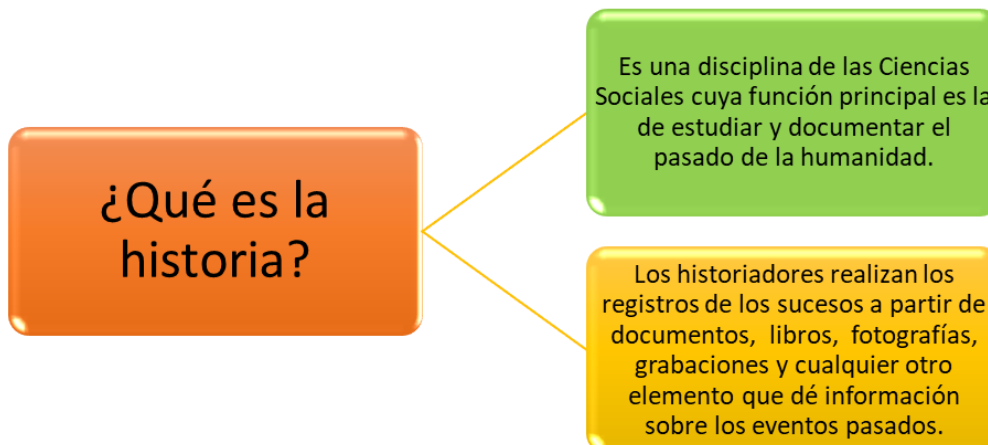 ¿Qué es la
historia?
Es una disciplina de las Ciencias
Sociales cuya función principal es la
de estudiar y documentar el
pasado de la humanidad.
Los historiadores realizan los
registros de los sucesos a partir de
documentos, libros, fotografías,
grabaciones y cualquier otro
elemento que dé información
sobre los eventos pasados.